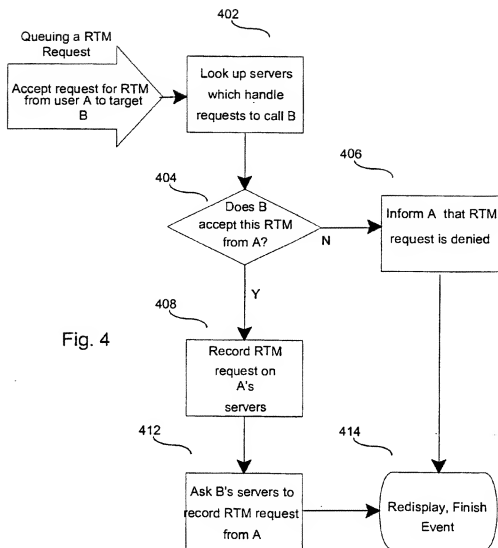 402
Queuing a RTM
Request
Accept request for RTM
from user A to target
B
Look up servers
which handle
requests to call B
406
404
Does B
accept this RTM
from A?
N
Inform A that RTM
request is denied
Y
408
Fig. 4
Record RTM
request on
A's
servers
412
414
Ask B's servers to
record RTM request
from A
Redisplay, Finish
Event